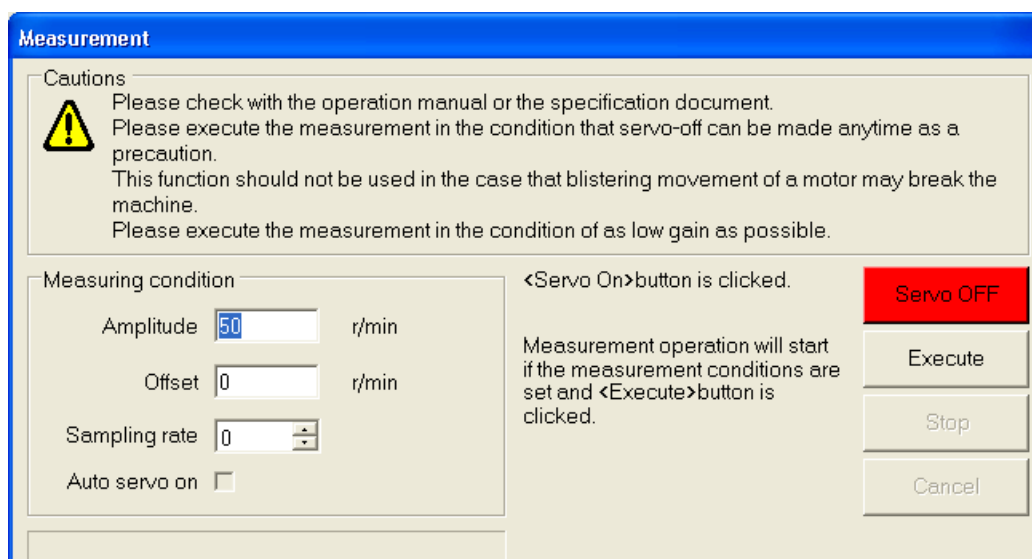 Measurement
Cautions
Please check with the operation manual or the specification document.
Please execute the measurement in the condition that servo-off can be made anytime as a
precaution.
This function should not be used in the case that blistering movement of a motor may break the
machine.
Please execute the measurement in the condition of as low gain as possible.
Measuring condition
Amplitude 50 r/min
Offset 0 r/min
Sampling rate 0
Auto servo on
<Servo On>button is clicked.
Measurement operation will start
if the measurement conditions are
set and <Execute>button is
clicked.
Servo OFF
Execute
Stop
Cancel